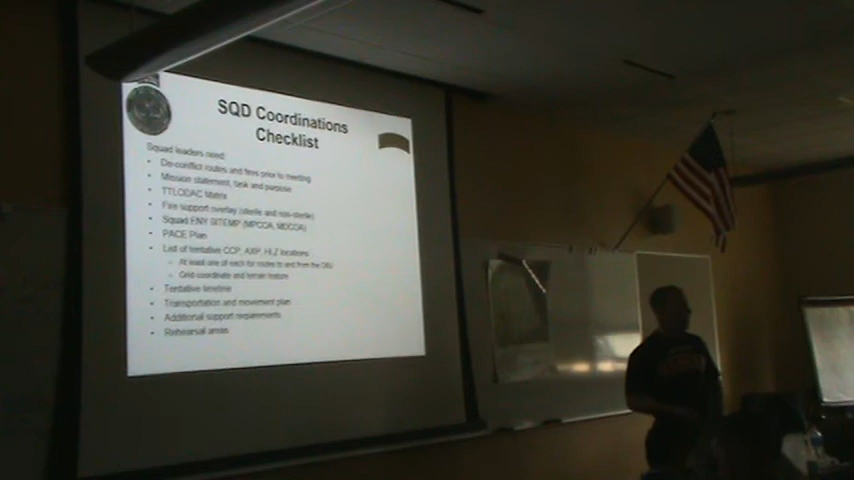 SQD Coordinations
Checklist
Squad leaders need:
• De-conflict routes and fires prior to meeting
• Mission statement, task and purpose
• TTLODAC Matrix
• Fire support overlay (sterile and non-sterile)
• Squad ENY SITEMP (MPCOA, MDCOA)
• PACE Plan
• List of tentative CCP, AXP, HLZ locations
At least one of each for routes to and from the OBJ
Grid coordinate and terrain feature
• Tentative timeline
• Transportation and movement plan
• Additional support requirements
• Rehearsal areas